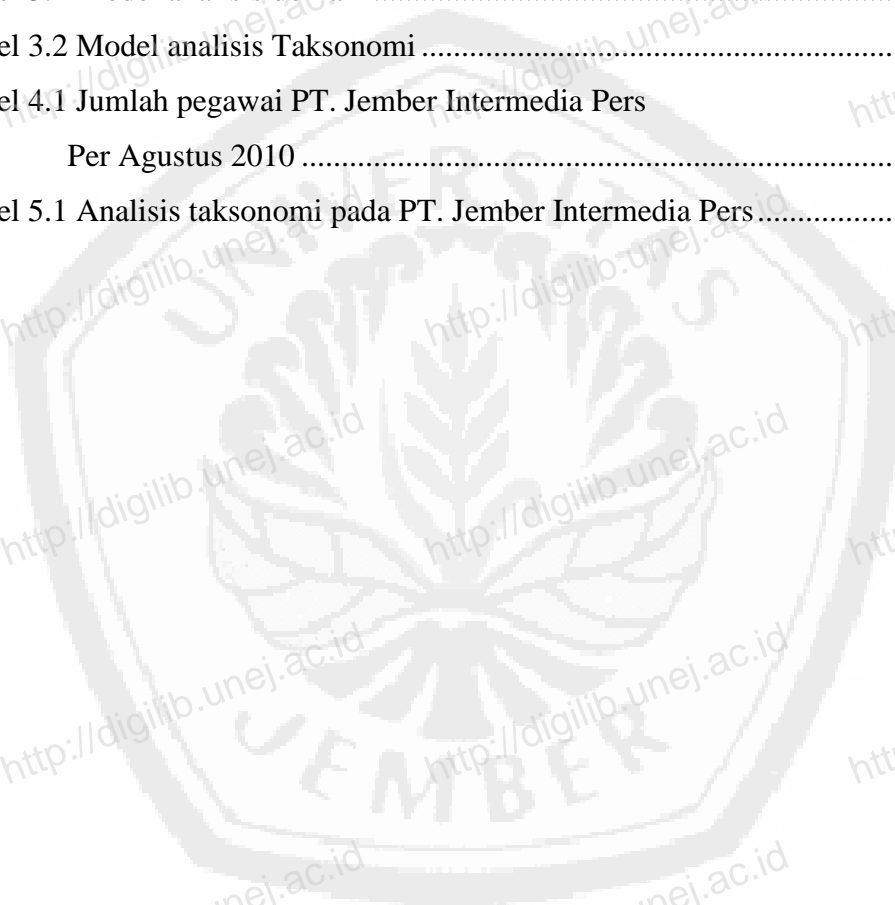 el 3.2 Model analisis Taksonomi ............................................................
el 4.1 Jumlah pegawai PT. Jember Intermedia Pers
Per Agustus 2010 ...........................................................................
el 5.1 Analisis taksonomi pada PT. Jember Intermedia Pers.................
UNIVERSITAS
JEMBER
http://digilib.unej.ac.id
http://digilib.unej.ac.id
http://digilib.unej.ac.id
http://digilib.unej.ac.id
http://digilib.unej.ac.id
http://digilib.unej.ac.id
http://digilib.unej.ac.id
http://digilib.unej.ac.id